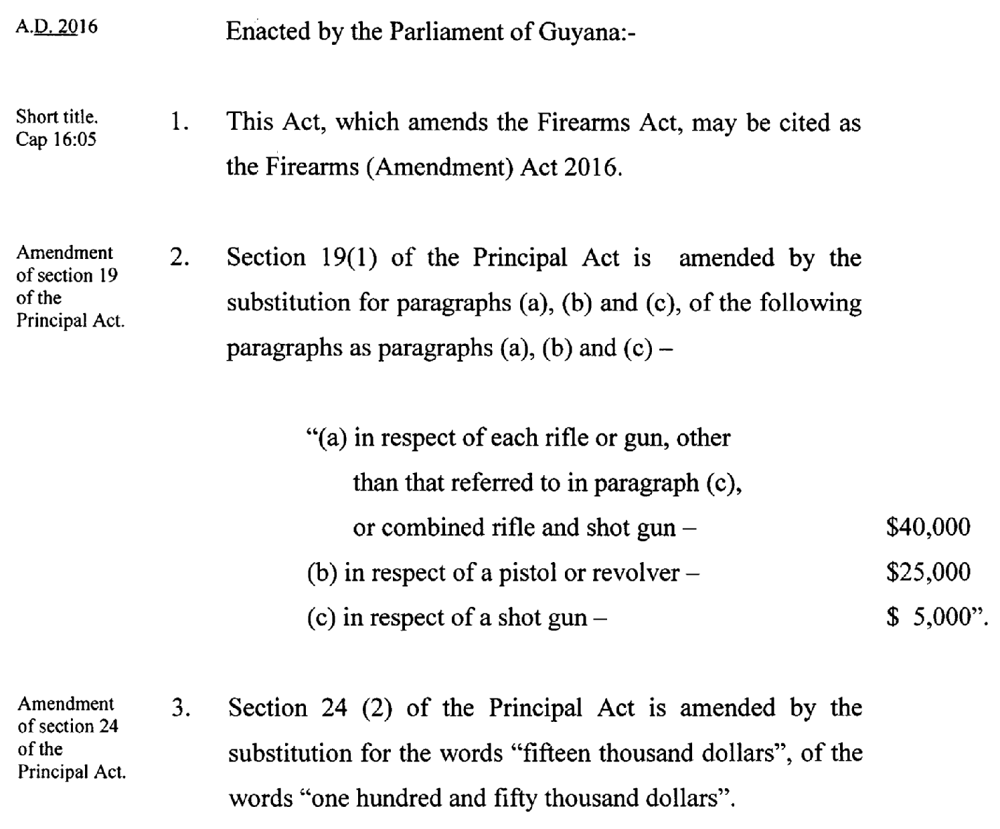 A.D. 2016
Enacted by the Parliament of Guyana:-
Short title.
Cap 16:05
1. This Act, which amends the Firearms Act, may be cited as
the Firearms (Amendment) Act 2016.
Amendment
of section 19
of the
Principal Act.
2. Section 19(1) of the Principal Act is amended by the
substitution for paragraphs (a), (b) and (c), of the following
paragraphs as paragraphs (a), (b) and (c) –
“(a) in respect of each rifle or gun, other
than that referred to in paragraph (c),
or combined rifle and shot gun – $40,000
(b) in respect of a pistol or revolver – $25,000
(c) in respect of a shot gun – $ 5,000”.
Amendment
of section 24
of the
Principal Act.
3. Section 24 (2) of the Principal Act is amended by the
substitution for the words “fifteen thousand dollars”, of the
words “one hundred and fifty thousand dollars”.